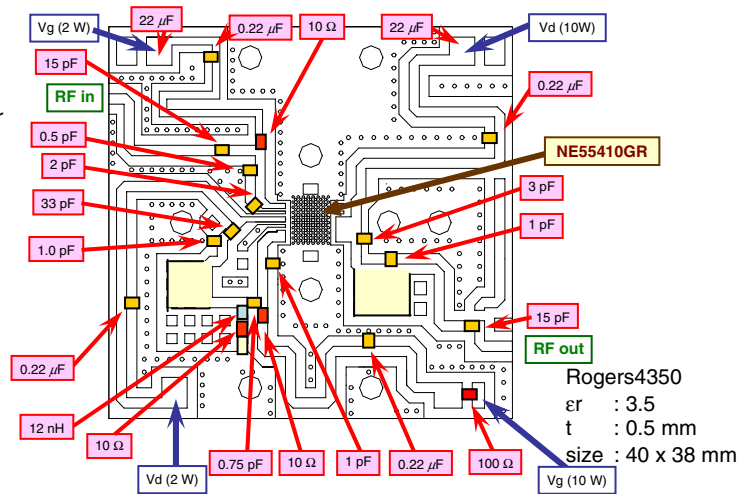 Vg (2 W)
22 μF
0.22 μF
10 Ω
22 μF
Vd (10W)
15 pF
RF in
0.22 μF
r
0.5 pF
NE55410GR
2 pF
3 pF
33 pF
1 pF
1.0 pF
15 pF
RF out
0.22 μF
Rogers4350
εr : 3.5
t : 0.5 mm
size : 40 x 38 mm
12 nH
10 Ω
0.75 pF
10 Ω
1 pF
0.22 μF
100 Ω
Vd (2 W)
Vg (10 W)